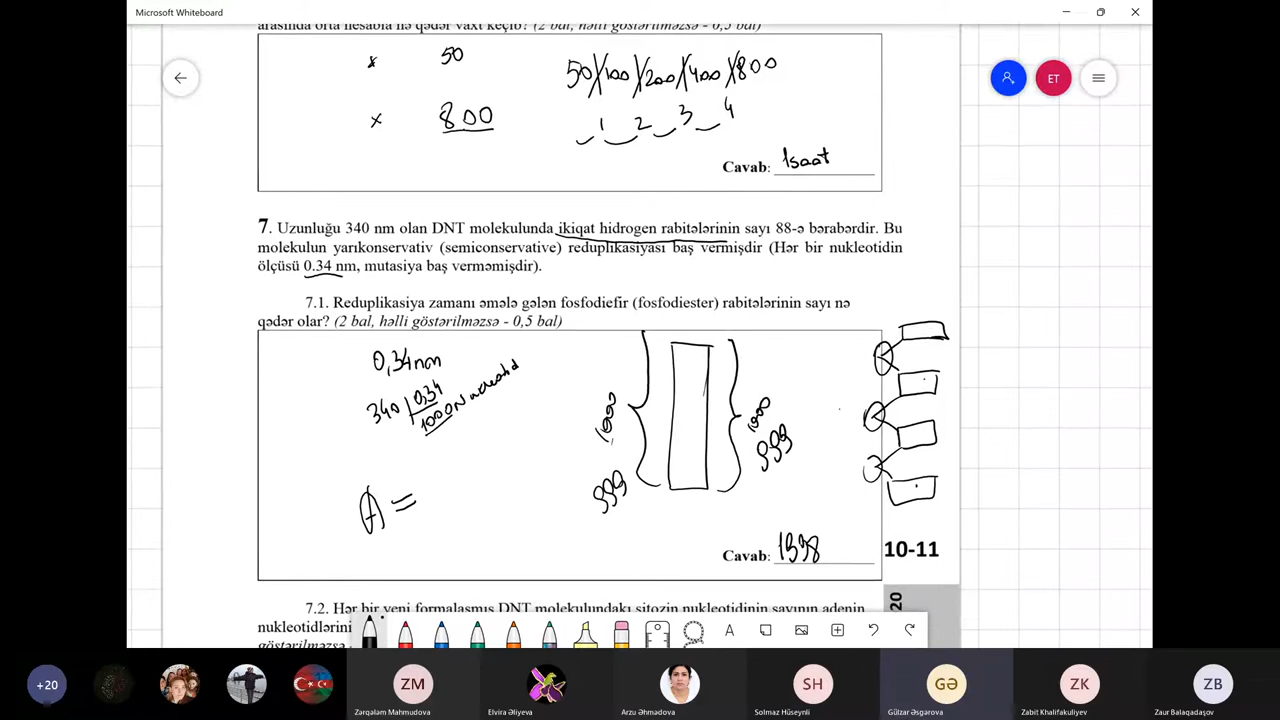 Microsoft Whiteboard
arasında orta hesabla nə qədər vaxt keçib? (2 bal, həlli göstərilməzsə - 0,5 bal)
x 50
50 100 200 400 800
x 800
1 2 3 4
Cavab: 1saat
ET
7. Uzunluğu 340 nm olan DNT molekulunda ikiqat hidrogen rabitələrinin sayı 88-ə bərabərdir. Bu
molekulun yarıkonservativ (semiconservative) reduplikasiyası baş vermişdir (Hər bir nukleotidin
ölçüsü 0.34 nm, mutasiya baş verməmişdir).
7.1. Reduplikasiya zamanı əmələ gələn fosfodiefir (fosfodiester) rabitələrinin sayı nə
qədər olar? (2 bal, həlli göstərilməzsə - 0,5 bal)
0,34nm
340 0,34
1000 nukleotid
1000 1000
999 999
A =
Cavab: 1998
10-11
20
7.2. Hər bir yeni formalaşmış DNT molekulundakı sitozin nukleotidinin sayının adenin
nukleotidlərini
göstərilməzsə
+20
ZM
SH
GƏ
ZK
ZB
Zərqələm Mahmudova
Elvira Əliyeva
Arzu Əhmədova
Solmaz Hüseynli
Gülzar Əsgərova
Zabit Khalifakuliyev
Zaur Balaqadaşov